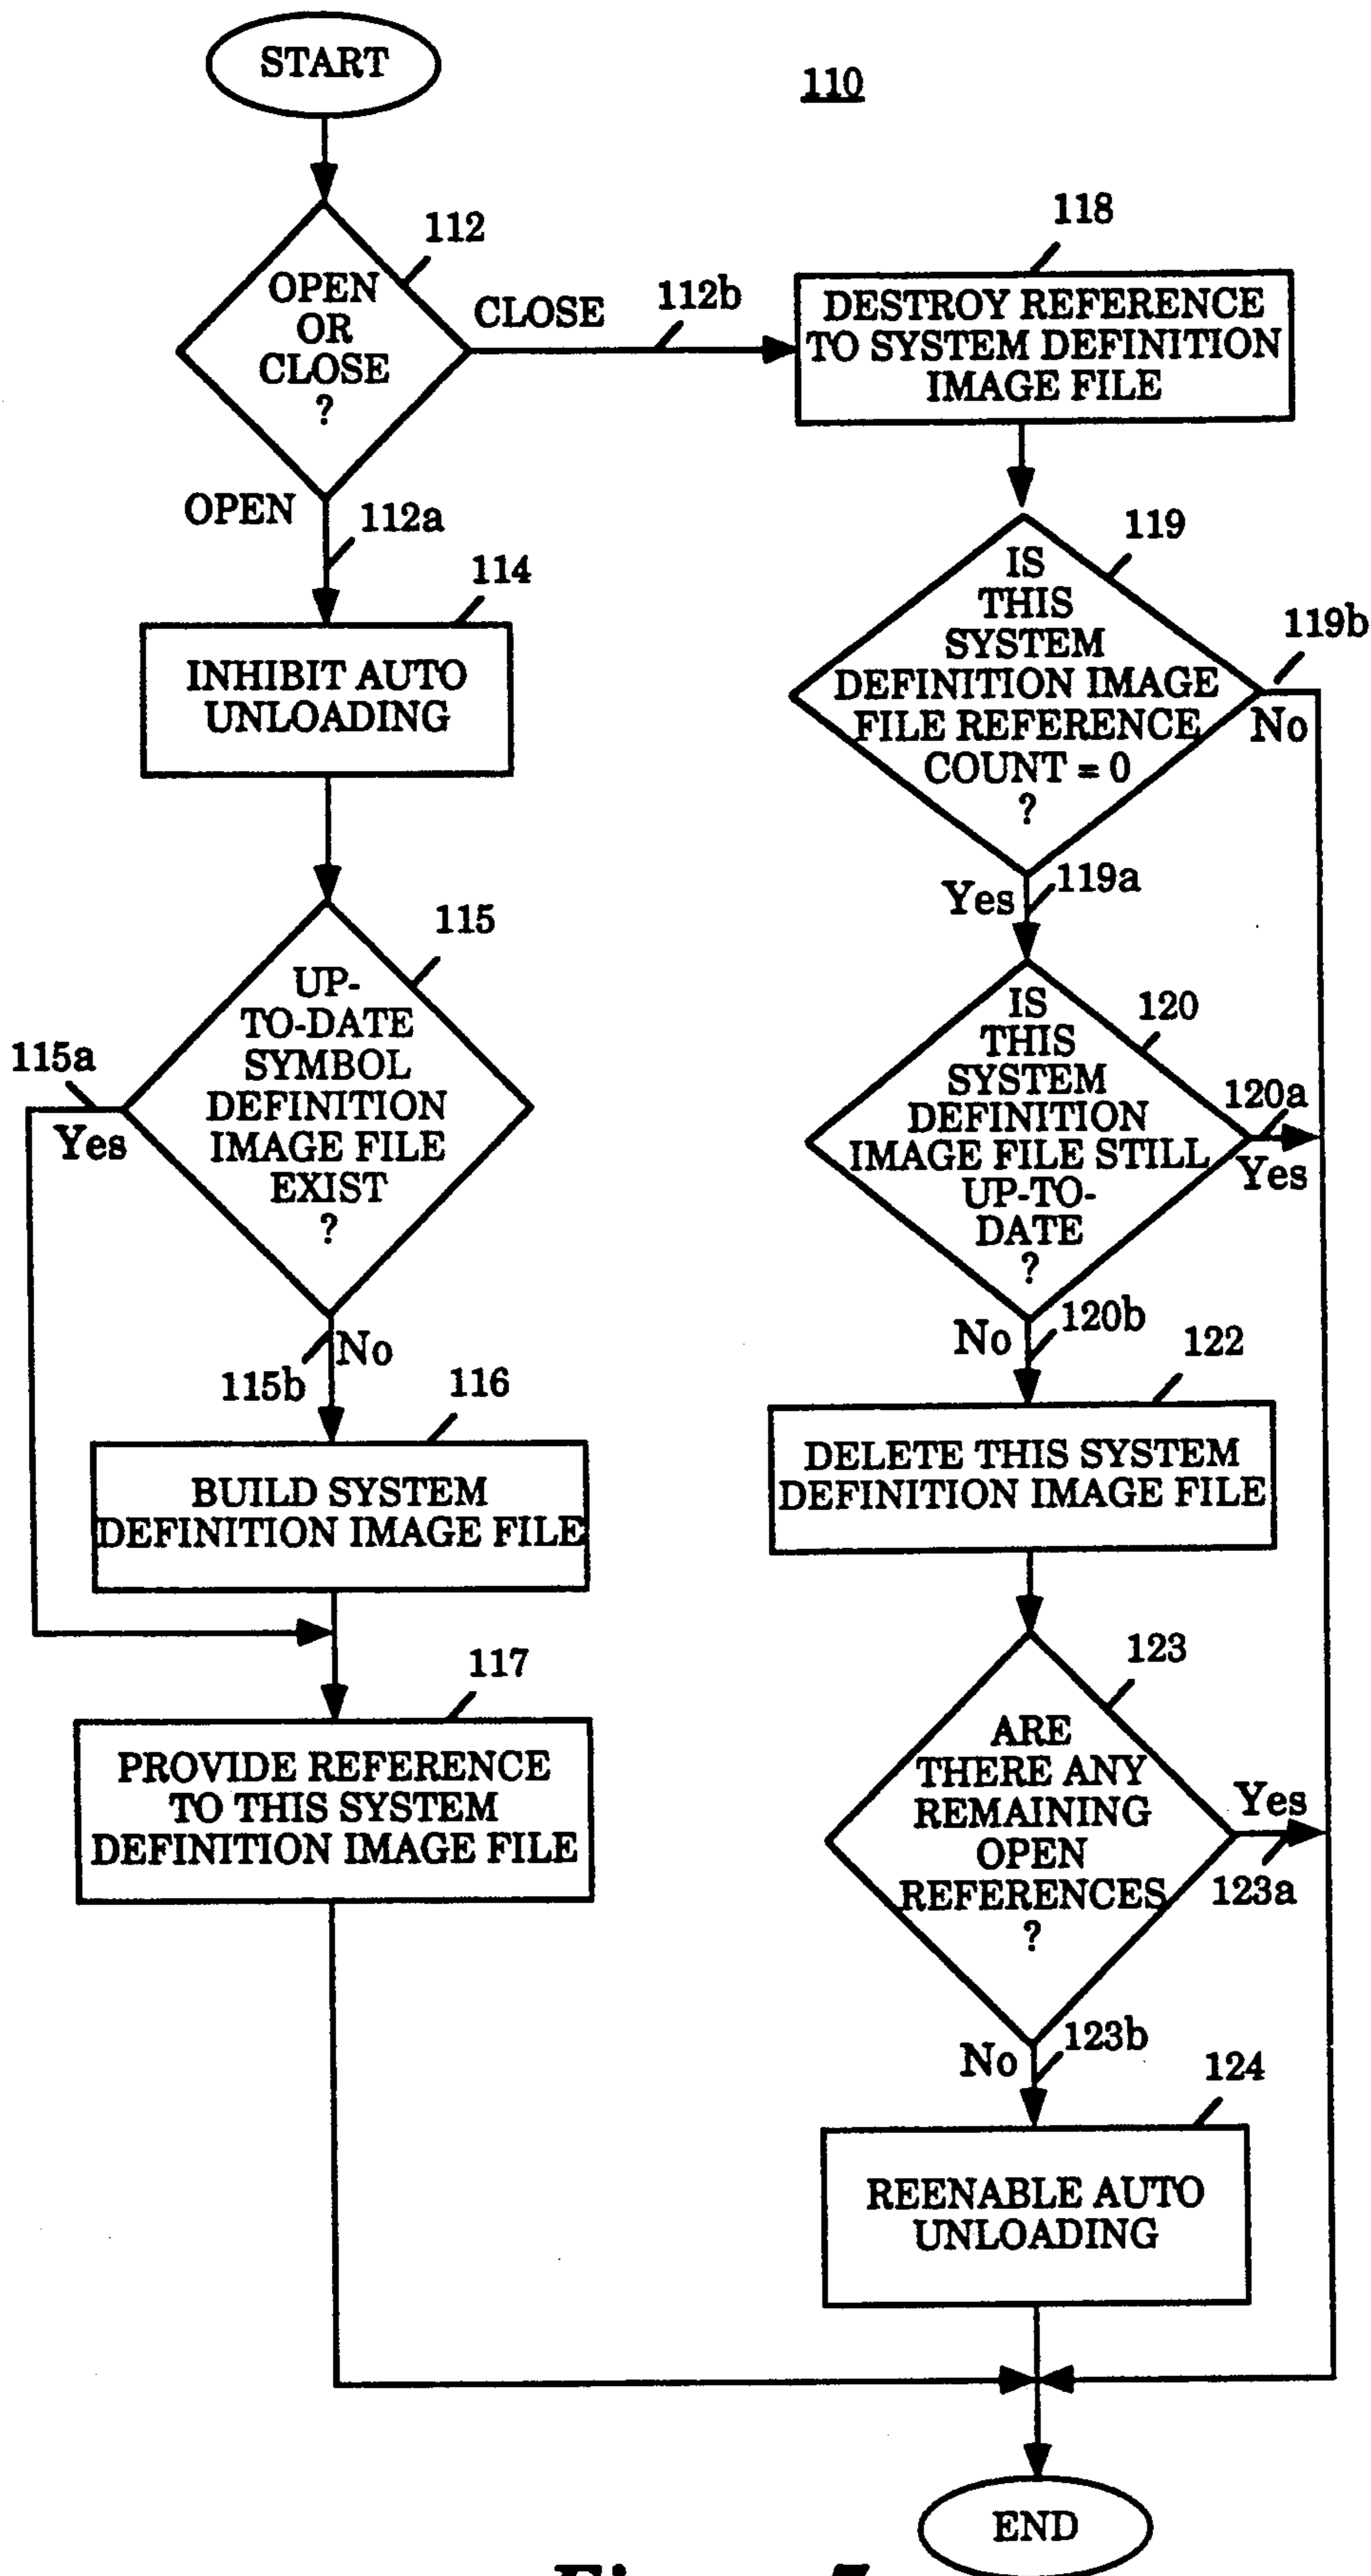 START
110
112
OPEN
OR
CLOSE
?
CLOSE
112b
118
DESTROY REFERENCE
TO SYSTEM DEFINITION
IMAGE FILE
OPEN
112a
114
INHIBIT AUTO
UNLOADING
119
IS
THIS
SYSTEM
DEFINITION IMAGE
FILE REFERENCE
COUNT = 0
?
119b
No
Yes
119a
115
UP-
TO-DATE
SYMBOL
DEFINITION
IMAGE FILE
EXIST
?
115a
Yes
No
115b
120
IS
THIS
SYSTEM
DEFINITION
IMAGE FILE STILL
UP-TO-
DATE
?
120a
Yes
No
120b
116
BUILD SYSTEM
DEFINITION IMAGE FILE
122
DELETE THIS SYSTEM
DEFINITION IMAGE FILE
117
PROVIDE REFERENCE
TO THIS SYSTEM
DEFINITION IMAGE FILE
123
ARE
THERE ANY
REMAINING
OPEN
REFERENCES
?
Yes
123a
No
123b
124
REENABLE AUTO
UNLOADING
END